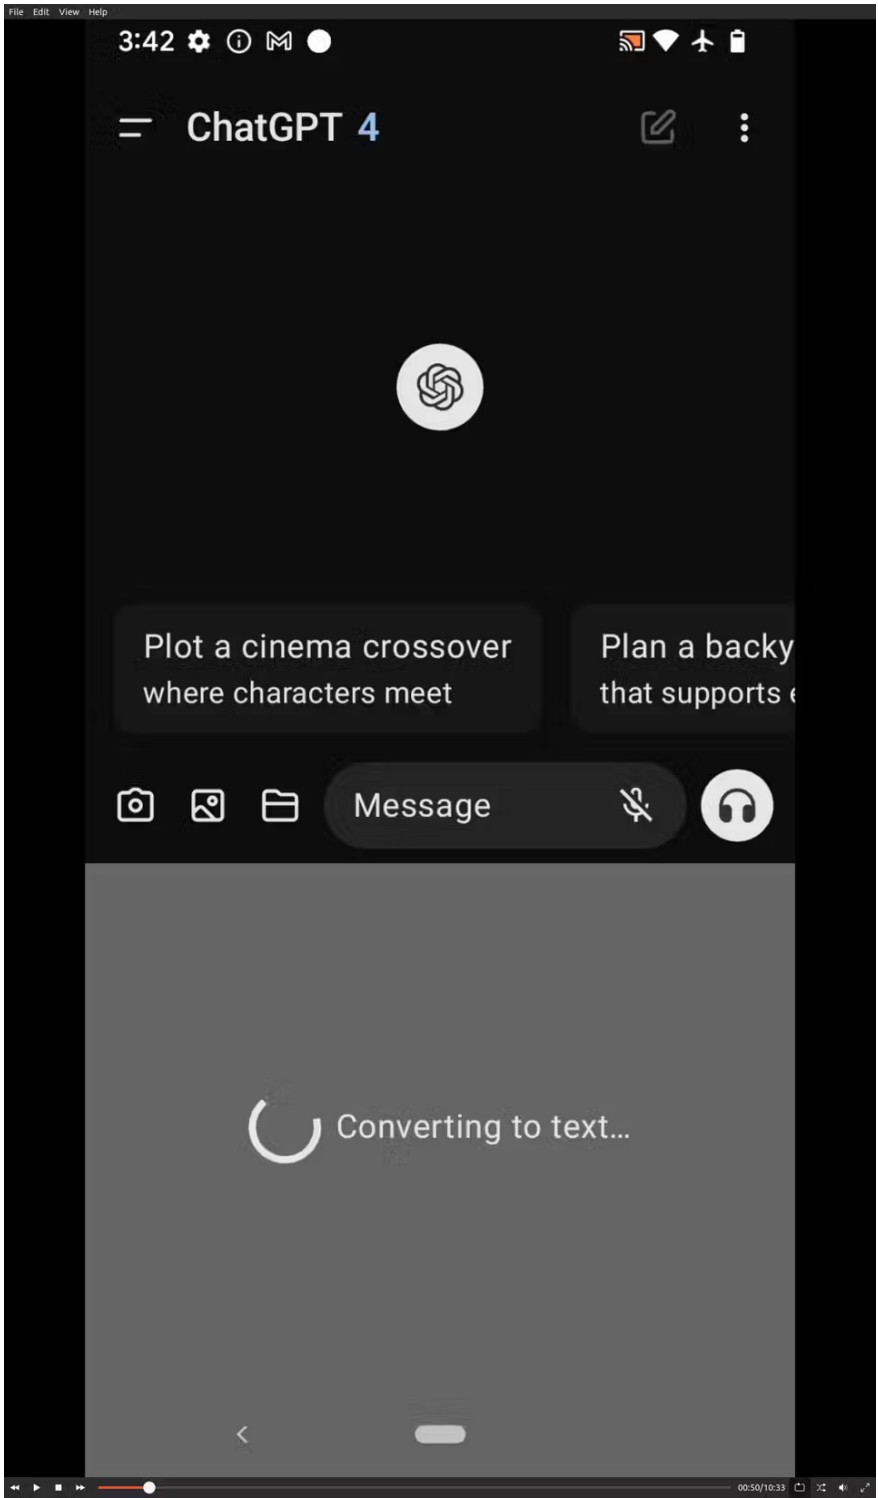 File Edit View Help
3:42
ChatGPT 4
Plot a cinema crossover
where characters meet
Plan a backy
that supports e
Message
Converting to text...
00:50/10:33